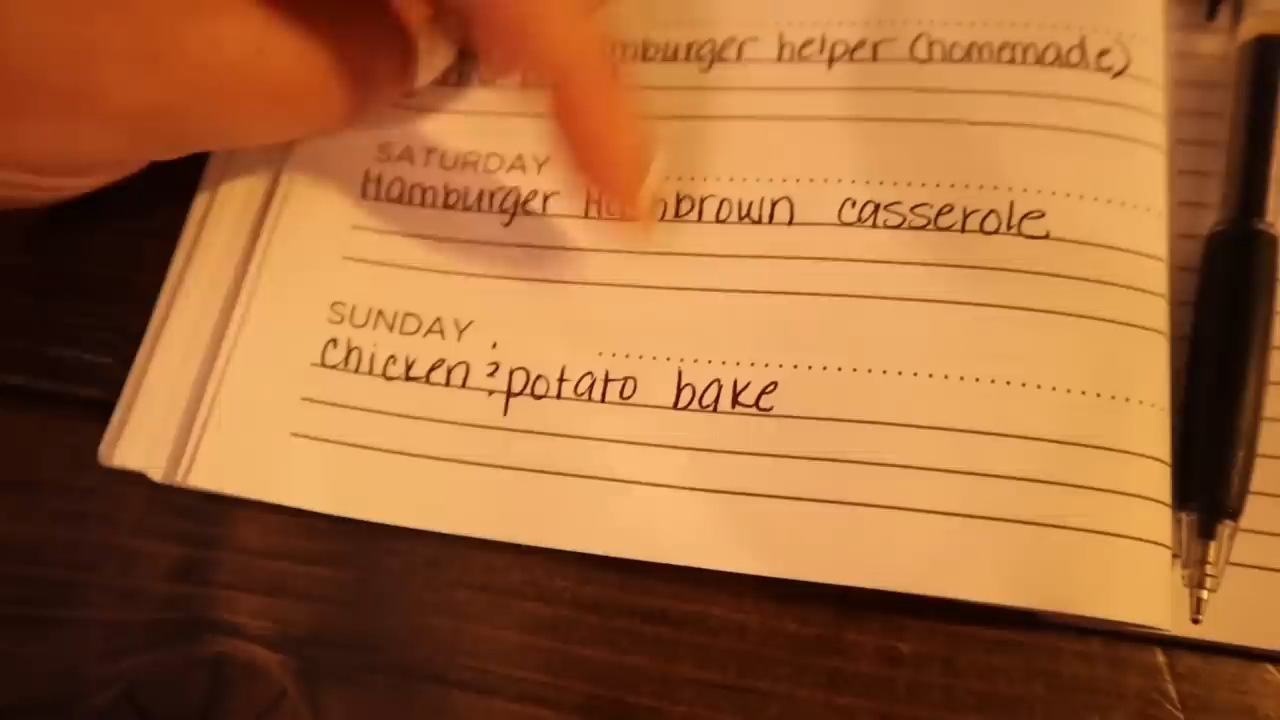 helper (homemade)
SATURDAY
Hamburger casserole
SUNDAY
chicken & potato bake